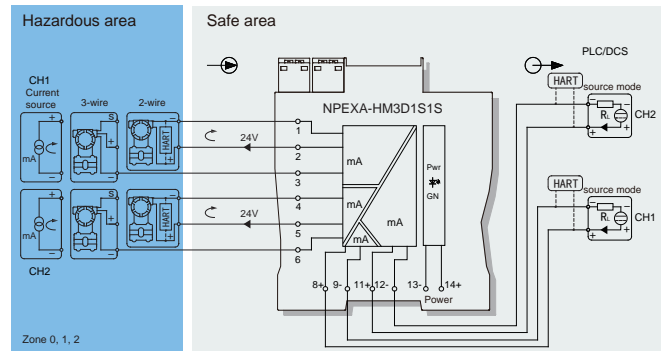 Hazardous area
Safe area
PLC/DCS
CH1
Current
source
3-wire
2-wire
+
mA
−
S
+
−
−
HART
+
24V
1
2
3
NPEXA-HM3D1S1S
mA
mA
mA
mA
Pwr
GN
HART
source mode
−
−
RL
+
+
CH2
+
mA
−
S
+
−
−
HART
+
24V
4
5
6
HART
source mode
−
−
RL
+
+
CH1
CH2
8+
9-
11+
12-
13-
14+
Power
Zone 0, 1, 2